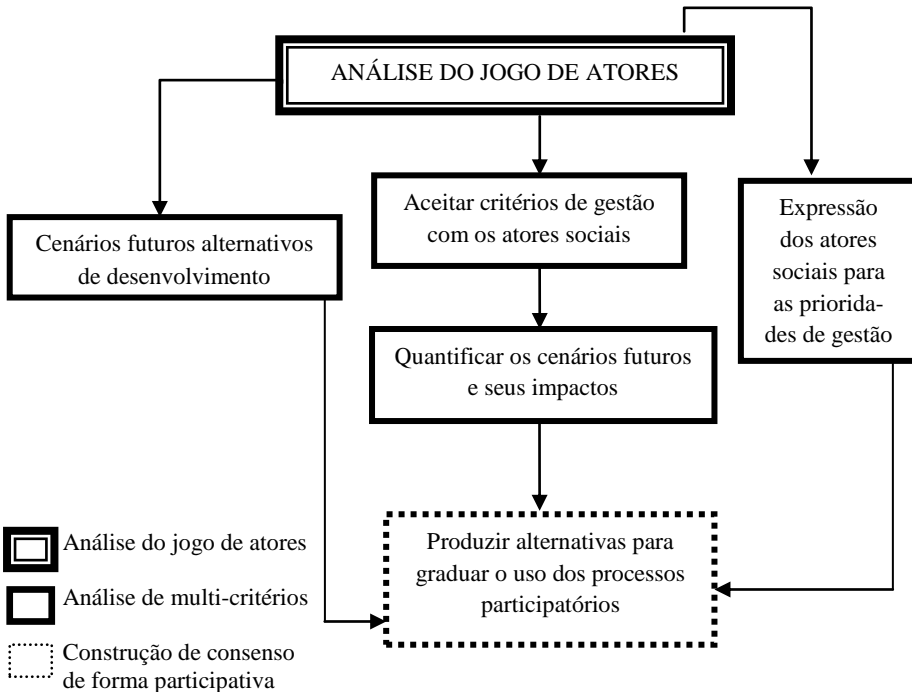 ANÁLISE DO JOGO DE ATORES
Cenários futuros alternativos
de desenvolvimento
Aceitar critérios de gestão
com os atores sociais
Expressão
dos atores
sociais para
as priorida-
des de gestão
Quantificar os cenários futuros
e seus impactos
Produzir alternativas para
graduar o uso dos processos
participatórios
Análise do jogo de atores
Análise de multi-critérios
Construção de consenso
de forma participativa